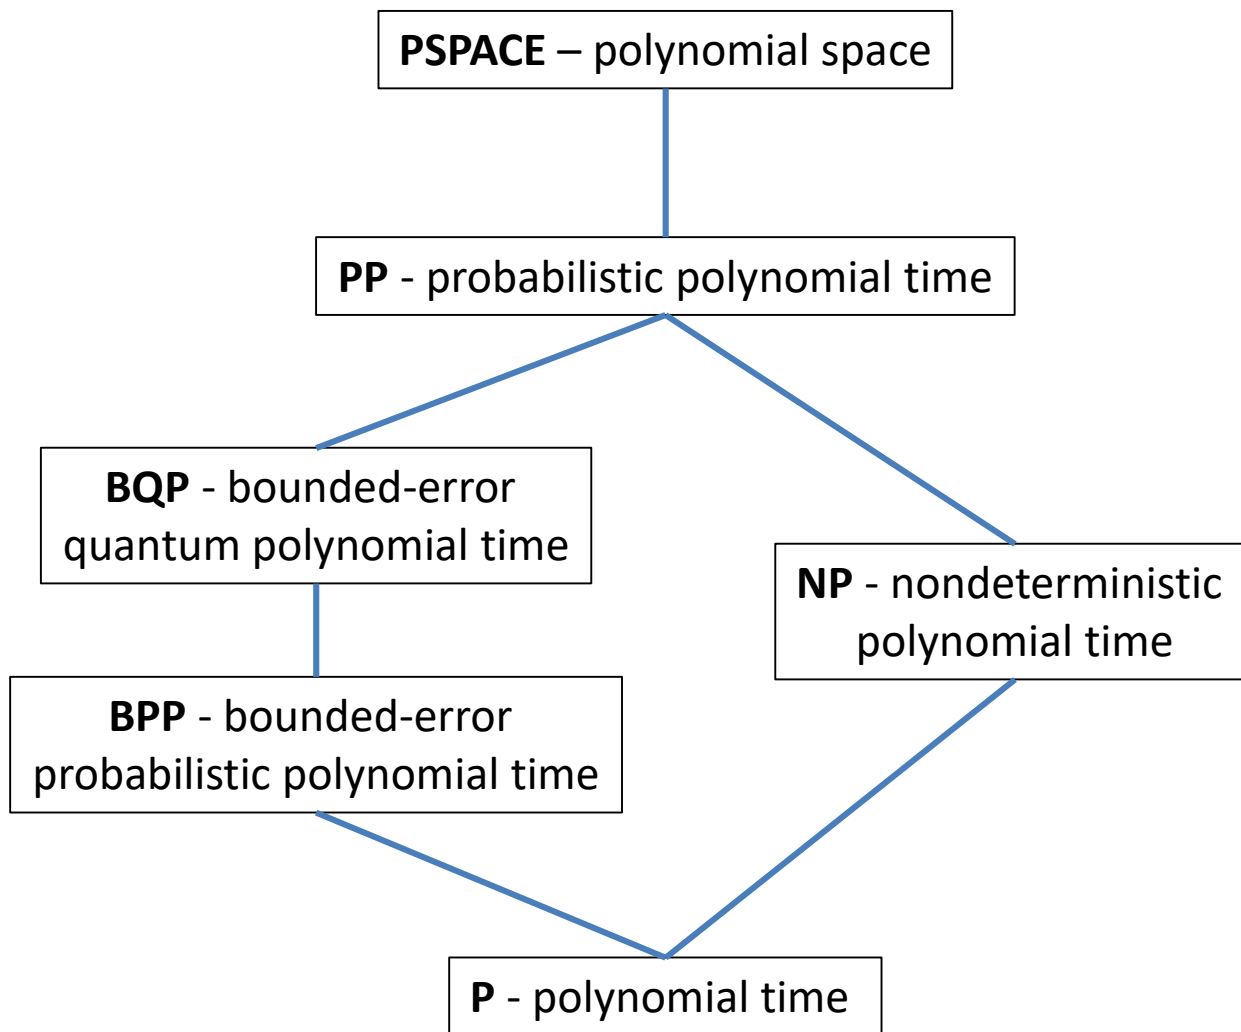 PSPACE – polynomial space
PP - probabilistic polynomial time
BQP - bounded-error
quantum polynomial time
NP - nondeterministic
polynomial time
BPP - bounded-error
probabilistic polynomial time
P - polynomial time